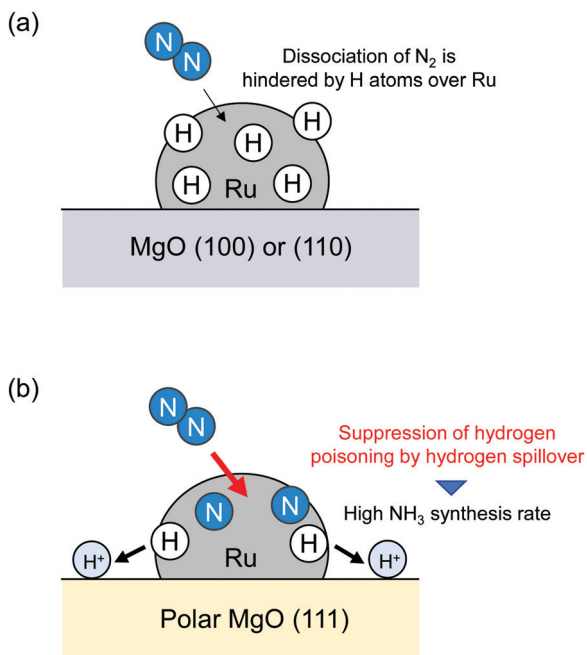 (a)
N
N
Dissociation of N₂ is
hindered by H atoms over Ru
H
H
H
H
H
Ru
MgO (100) or (110)
(b)
N
N
Suppression of hydrogen
poisoning by hydrogen spillover
High NH₃ synthesis rate
N
N
H
H
H⁺
Ru
H⁺
Polar MgO (111)